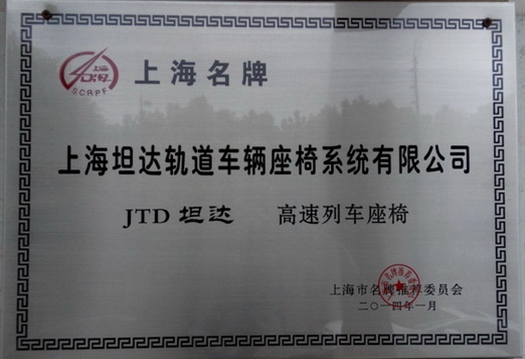 上海名牌
SCRPF
上海坦达轨道车辆座椅系统有限公司
JTD 坦达 高速列车座椅
上海市名牌推荐委员会
二〇一四年一月